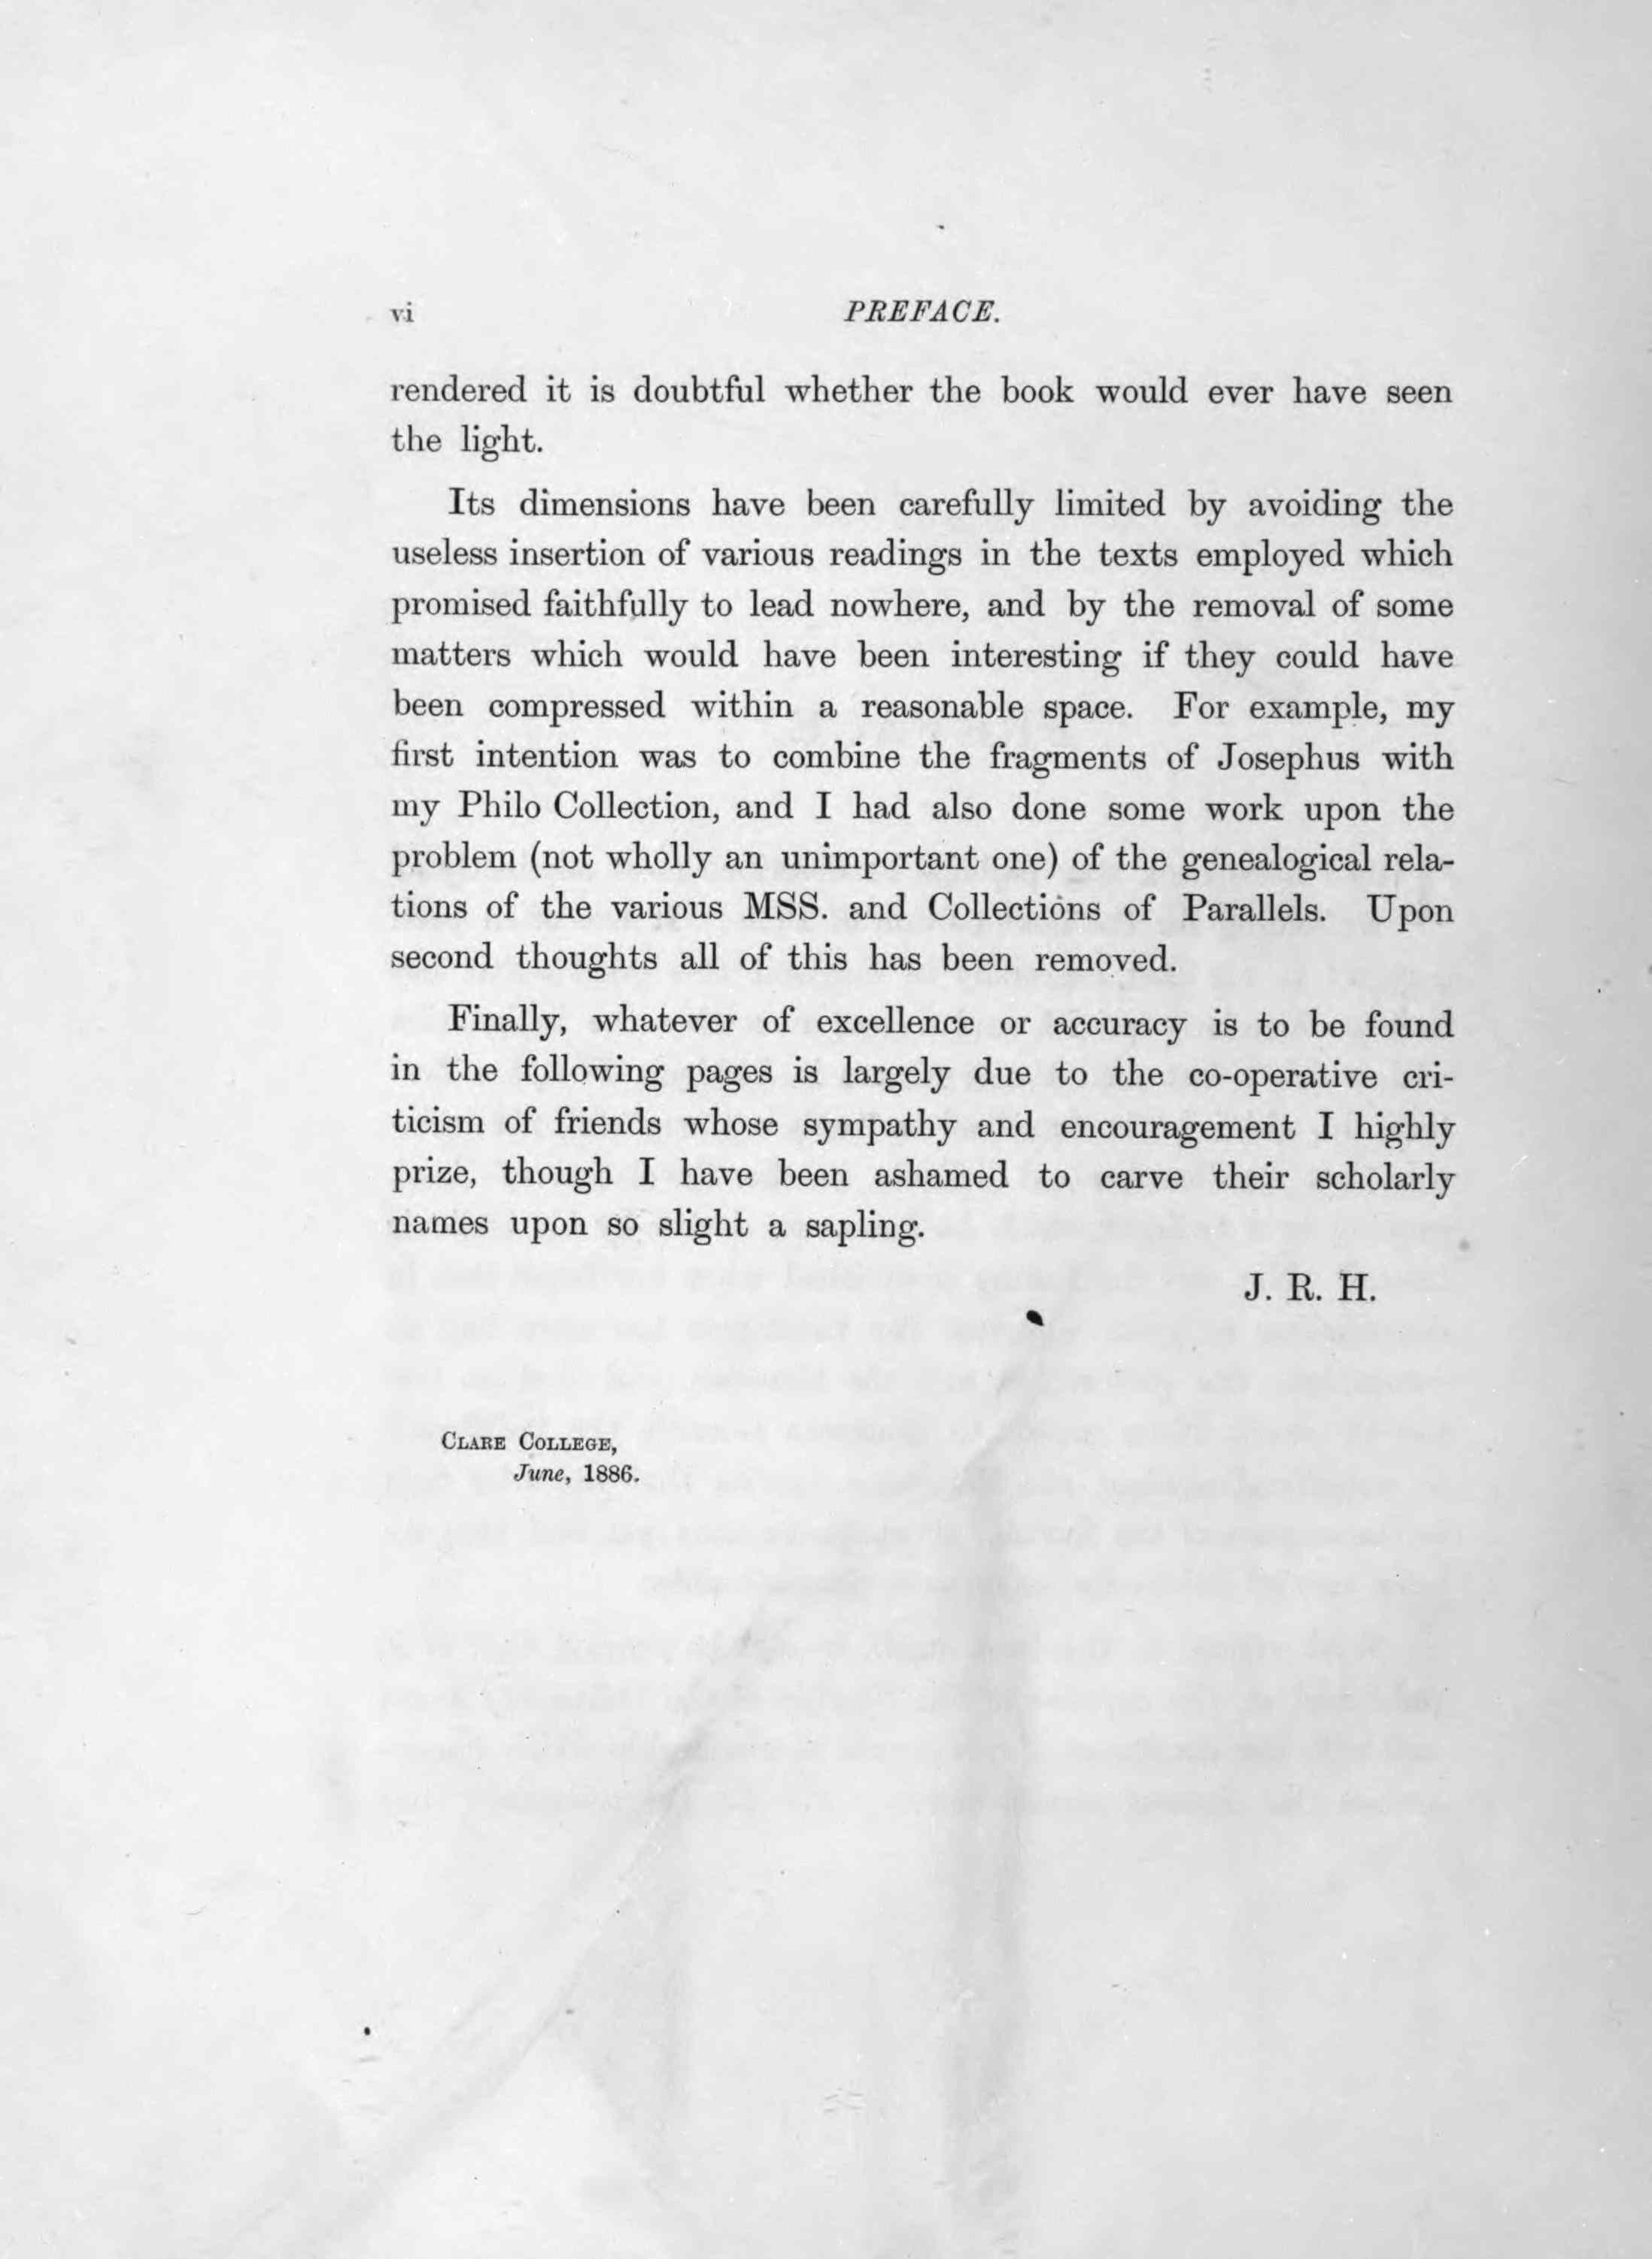 vi PREFACE.
rendered it is doubtful whether the book would ever have seen
the light.
Its dimensions have been carefully limited by avoiding the
useless insertion of various readings in the texts employed which
promised faithfully to lead nowhere, and by the removal of some
matters which would have been interesting if they could have
been compressed within a reasonable space. For example, my
first intention was to combine the fragments of Josephus with
my Philo Collection, and I had also done some work upon the
problem (not wholly an unimportant one) of the genealogical rela-
tions of the various MSS. and Collections of Parallels. Upon
second thoughts all of this has been removed.
Finally, whatever of excellence or accuracy is to be found
in the following pages is largely due to the co-operative cri-
ticism of friends whose sympathy and encouragement I highly
prize, though I have been ashamed to carve their scholarly
names upon so slight a sapling.
J. R. H.
CLARE COLLEGE,
June, 1886.